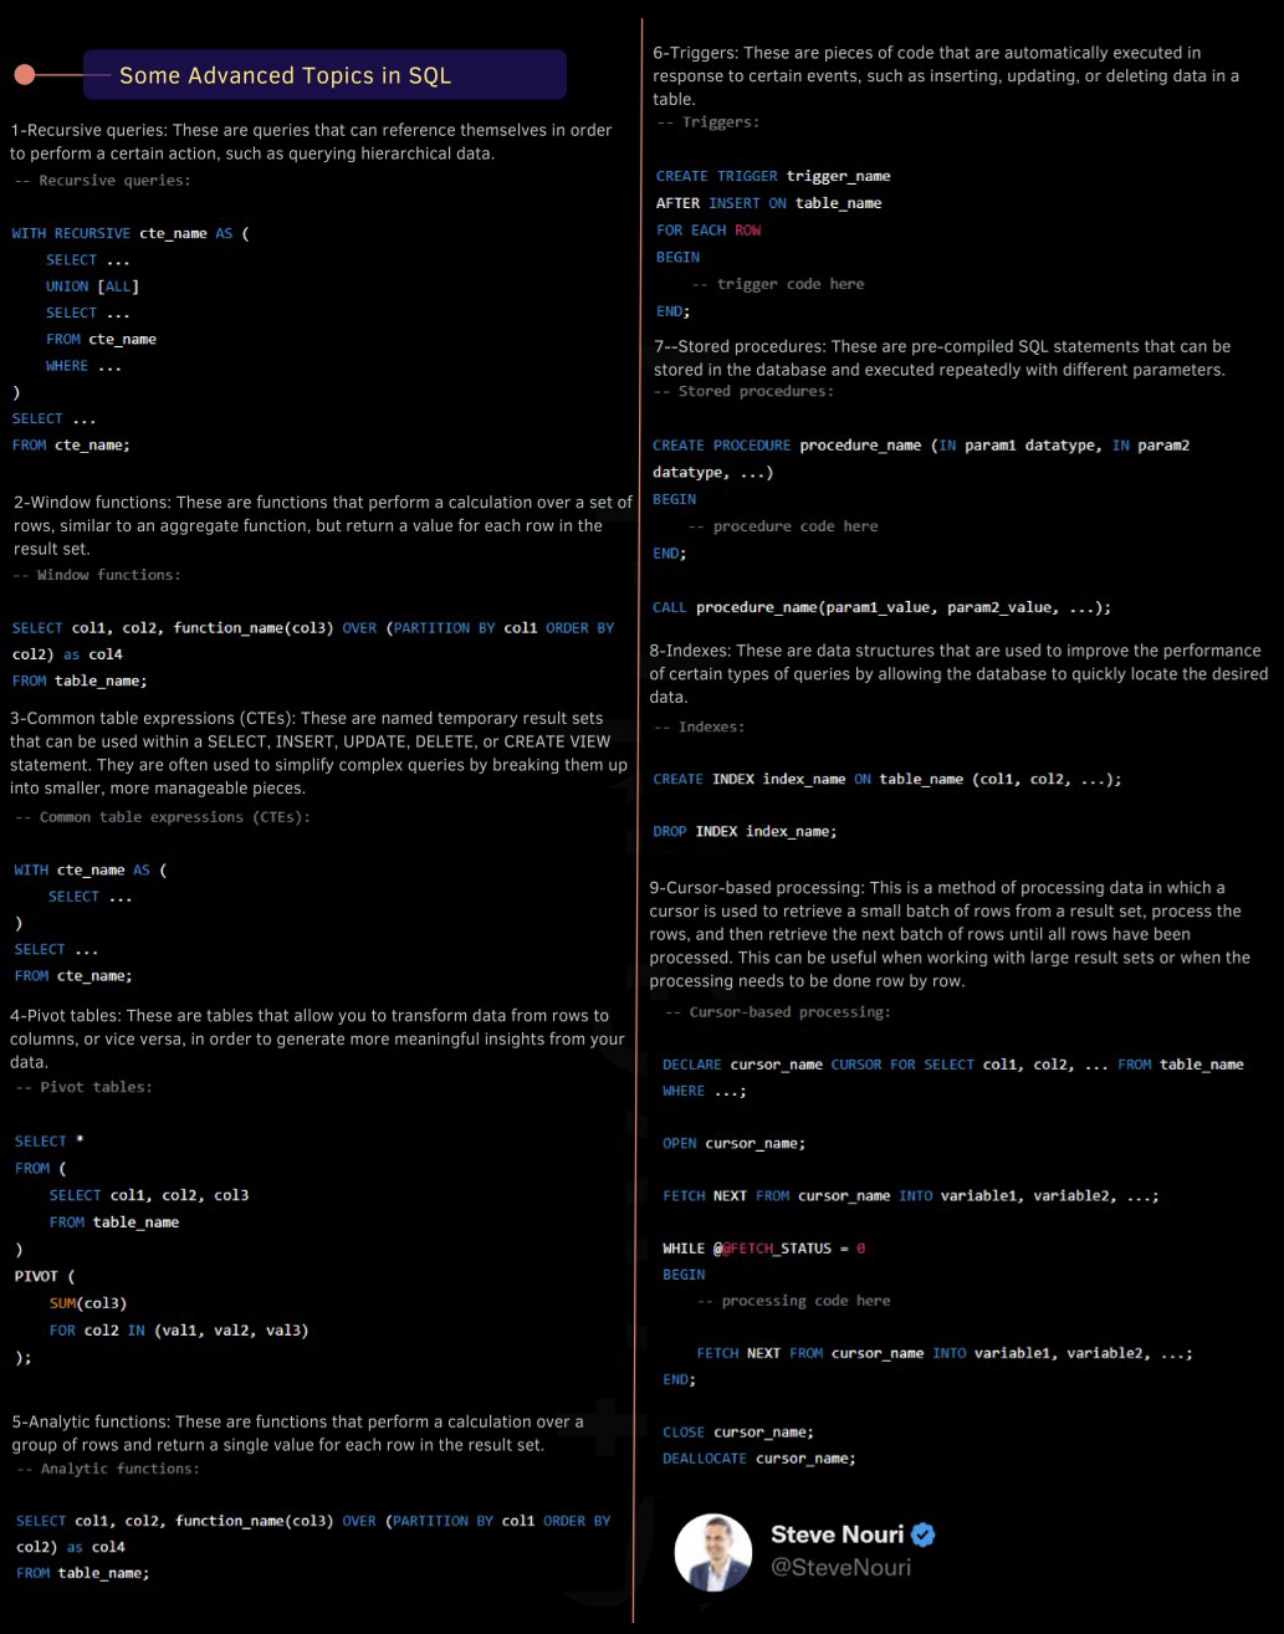 Some Advanced Topics in SQL
1-Recursive queries: These are queries that can reference themselves in order
to perform a certain action, such as querying hierarchical data.
-- Recursive queries:
WITH RECURSIVE cte_name AS (
SELECT ...
UNION [ALL]
SELECT ...
FROM cte_name
WHERE ...
)
SELECT ...
FROM cte_name;
2-Window functions: These are functions that perform a calculation over a set of
rows, similar to an aggregate function, but return a value for each row in the
result set.
-- Window functions:
SELECT col1, col2, function_name(col3) OVER (PARTITION BY col1 ORDER BY
col2) as col4
FROM table_name;
3-Common table expressions (CTEs): These are named temporary result sets
that can be used within a SELECT, INSERT, UPDATE, DELETE, or CREATE VIEW
statement. They are often used to simplify complex queries by breaking them up
into smaller, more manageable pieces.
-- Common table expressions (CTEs):
WITH cte_name AS (
SELECT ...
)
SELECT ...
FROM cte_name;
4-Pivot tables: These are tables that allow you to transform data from rows to
columns, or vice versa, in order to generate more meaningful insights from your
data.
-- Pivot tables:
SELECT *
FROM (
SELECT col1, col2, col3
FROM table_name
)
PIVOT (
SUM(col3)
FOR col2 IN (val1, val2, val3)
);
5-Analytic functions: These are functions that perform a calculation over a
group of rows and return a single value for each row in the result set.
-- Analytic functions:
SELECT col1, col2, function_name(col3) OVER (PARTITION BY col1 ORDER BY
col2) as col4
FROM table_name;
6-Triggers: These are pieces of code that are automatically executed in
response to certain events, such as inserting, updating, or deleting data in a
table.
-- Triggers:
CREATE TRIGGER trigger_name
AFTER INSERT ON table_name
FOR EACH ROW
BEGIN
-- trigger code here
END;
7--Stored procedures: These are pre-compiled SQL statements that can be
stored in the database and executed repeatedly with different parameters.
-- Stored procedures:
CREATE PROCEDURE procedure_name (IN param1 datatype, IN param2
datatype, ...)
BEGIN
-- procedure code here
END;
CALL procedure_name(param1_value, param2_value, ...);
8-Indexes: These are data structures that are used to improve the performance
of certain types of queries by allowing the database to quickly locate the desired
data.
-- Indexes:
CREATE INDEX index_name ON table_name (col1, col2, ...);
DROP INDEX index_name;
9-Cursor-based processing: This is a method of processing data in which a
cursor is used to retrieve a small batch of rows from a result set, process the
rows, and then retrieve the next batch of rows until all rows have been
processed. This can be useful when working with large result sets or when the
processing needs to be done row by row.
-- Cursor-based processing:
DECLARE cursor_name CURSOR FOR SELECT col1, col2, ... FROM table_name
WHERE ...;
OPEN cursor_name;
FETCH NEXT FROM cursor_name INTO variable1, variable2, ...;
WHILE @@FETCH_STATUS = 0
BEGIN
-- processing code here
FETCH NEXT FROM cursor_name INTO variable1, variable2, ...;
END;
CLOSE cursor_name;
DEALLOCATE cursor_name;
Steve Nouri
@SteveNouri